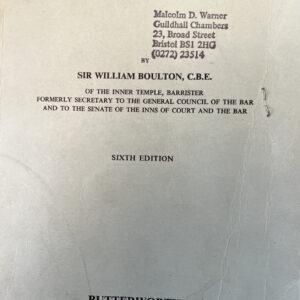 Malcolm D. Warner
Guildhall Chambers
23, Broad Street
Bristol BS1 2HG
(0272) 23514
BY
SIR WILLIAM BOULTON, C.B.E.
OF THE INNER TEMPLE, BARRISTER
FORMERLY SECRETARY TO THE GENERAL COUNCIL OF THE BAR
AND TO THE SENATE OF THE INNS OF COURT AND THE BAR
SIXTH EDITION